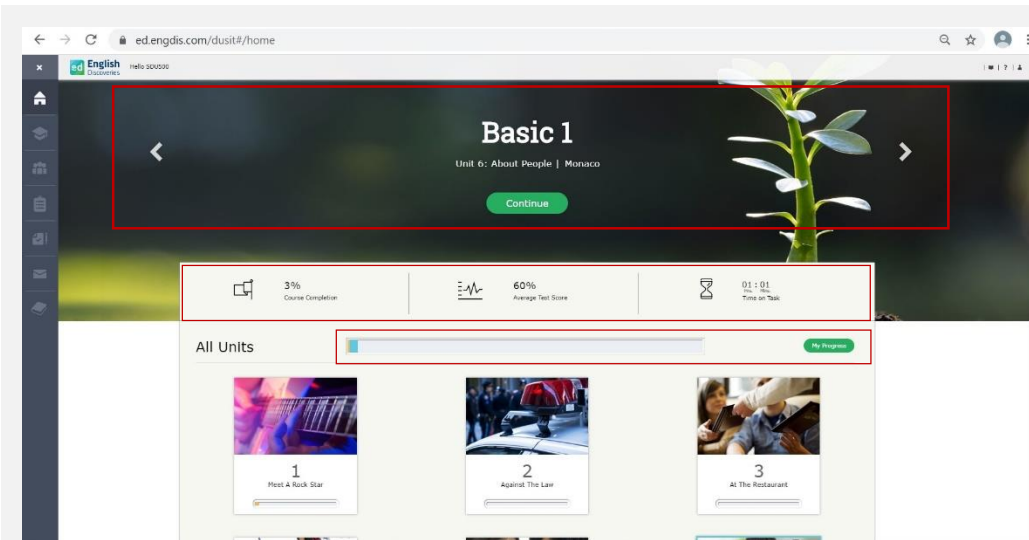 ed.engdis.com/dusit#/home
ed English Discoveries Hello SDU500
?
Basic 1
Unit 6: About People | Monaco
Continue
3%
Course Completion
60%
Average Test Score
01 : 01
Time on Task
All Units
My Progress
1
Meet A Rock Star
2
Against The Law
3
At The Restaurant